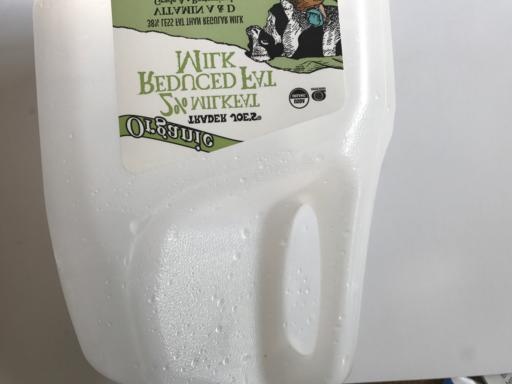 Organic
TRADER JOE'S®
2% MILKFAT
REDUCED FAT
MILK
38% LESS FAT THAN REGULAR MILK
VITAMIN A & D